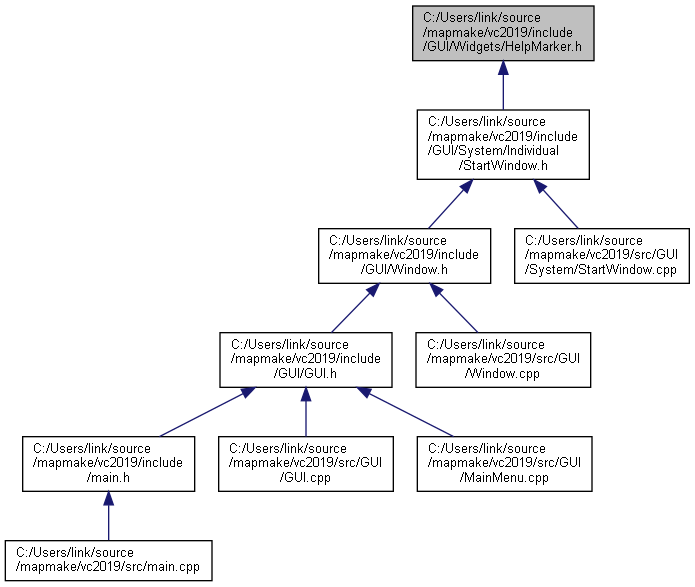 C:/Users/link/source
/mapmake/vc2019/include
/GUI/Widgets/HelpMarker.h
C:/Users/link/source
/mapmake/vc2019/include
/GUI/System/Individual
/StartWindow.h
C:/Users/link/source
/mapmake/vc2019/include
/GUI/Window.h
C:/Users/link/source
/mapmake/vc2019/src/GUI
/System/StartWindow.cpp
C:/Users/link/source
/mapmake/vc2019/include
/GUI/GUI.h
C:/Users/link/source
/mapmake/vc2019/src/GUI
/Window.cpp
C:/Users/link/source
/mapmake/vc2019/include
/main.h
C:/Users/link/source
/mapmake/vc2019/src/GUI
/GUI.cpp
C:/Users/link/source
/mapmake/vc2019/src/GUI
/MainMenu.cpp
C:/Users/link/source
/mapmake/vc2019/src/main.cpp